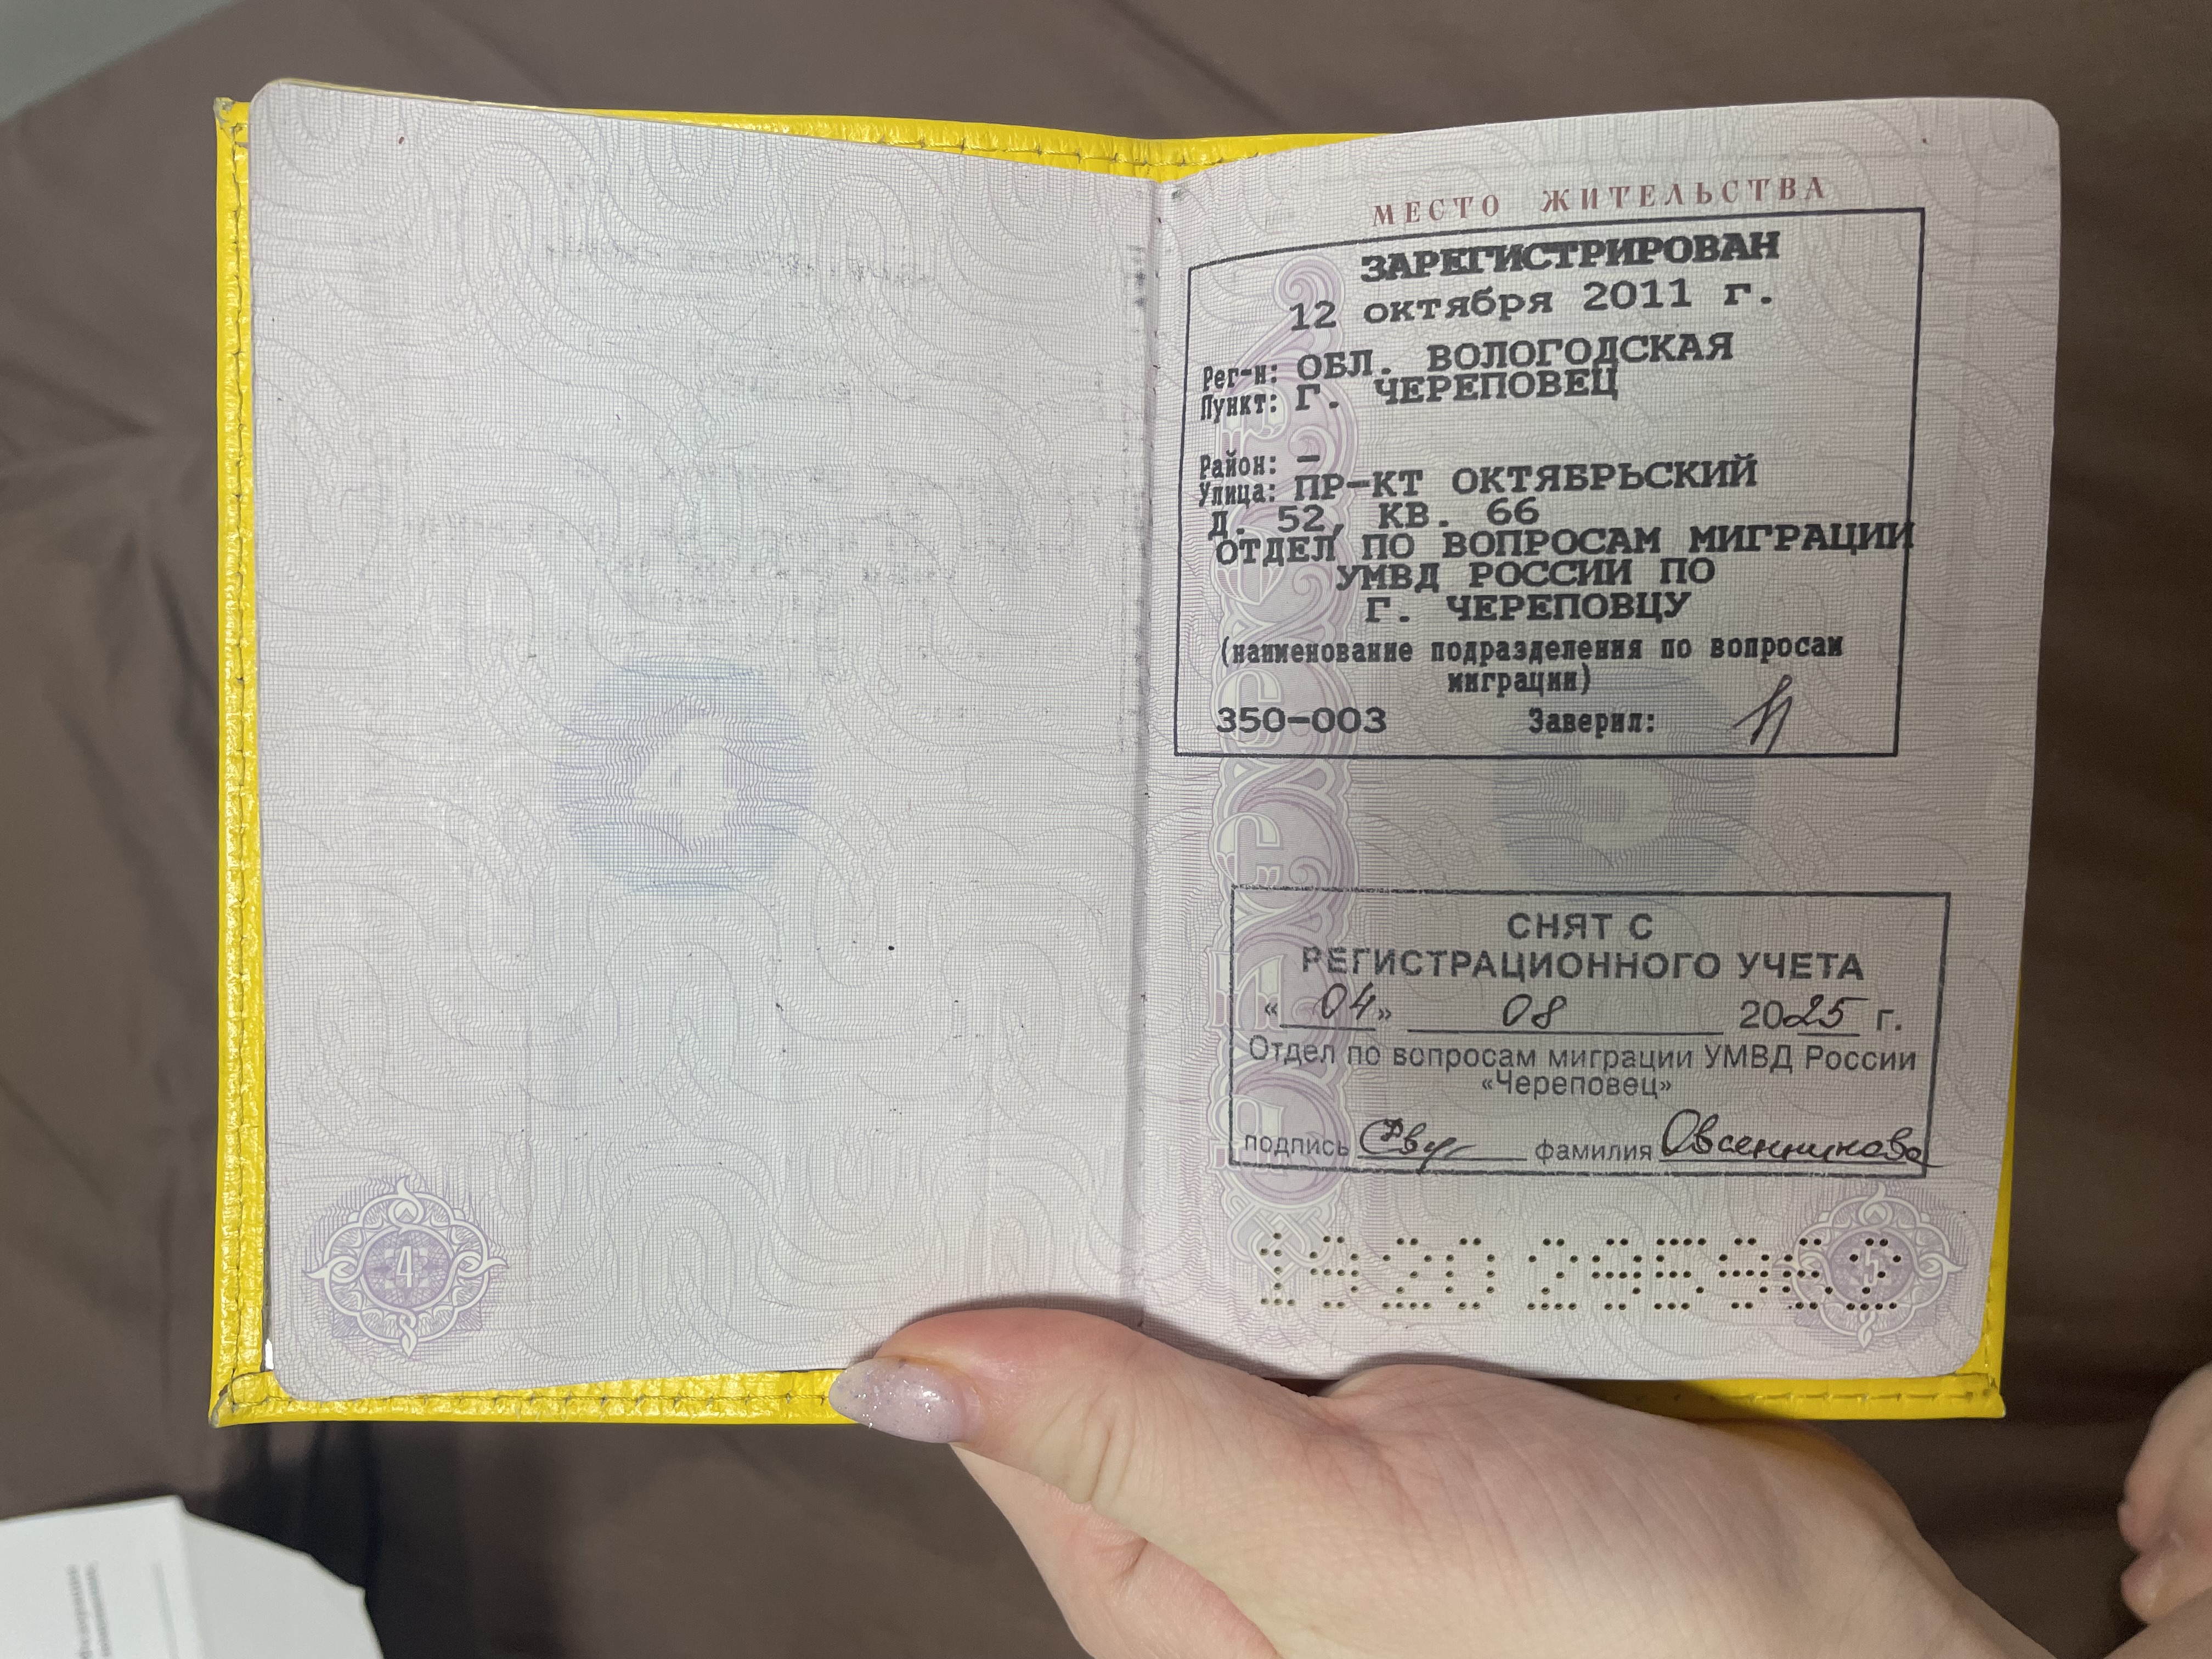 МЕСТО ЖИТЕЛЬСТВА
ЗАРЕГИСТРИРОВАН
12 октября 2011 г.
Рег-н: ОБЛ. ВОЛОГОДСКАЯ
Пункт: Г. ЧЕРЕПОВЕЦ
Район: –
Улица: ПР-КТ ОКТЯБРЬСКИЙ
Д. 52, КВ. 66
ОТДЕЛ ПО ВОПРОСАМ МИГРАЦИИ
УМВД РОССИИ ПО
Г. ЧЕРЕПОВЦУ
(наименование подразделения по вопросам
миграции)
350-003 Заверил:
СНЯТ С
РЕГИСТРАЦИОННОГО УЧЕТА
« 04 » 08 2025 г.
Отдел по вопросам миграции УМВД России
«Череповец»
подпись фамилия Овсенникова
4
4
5